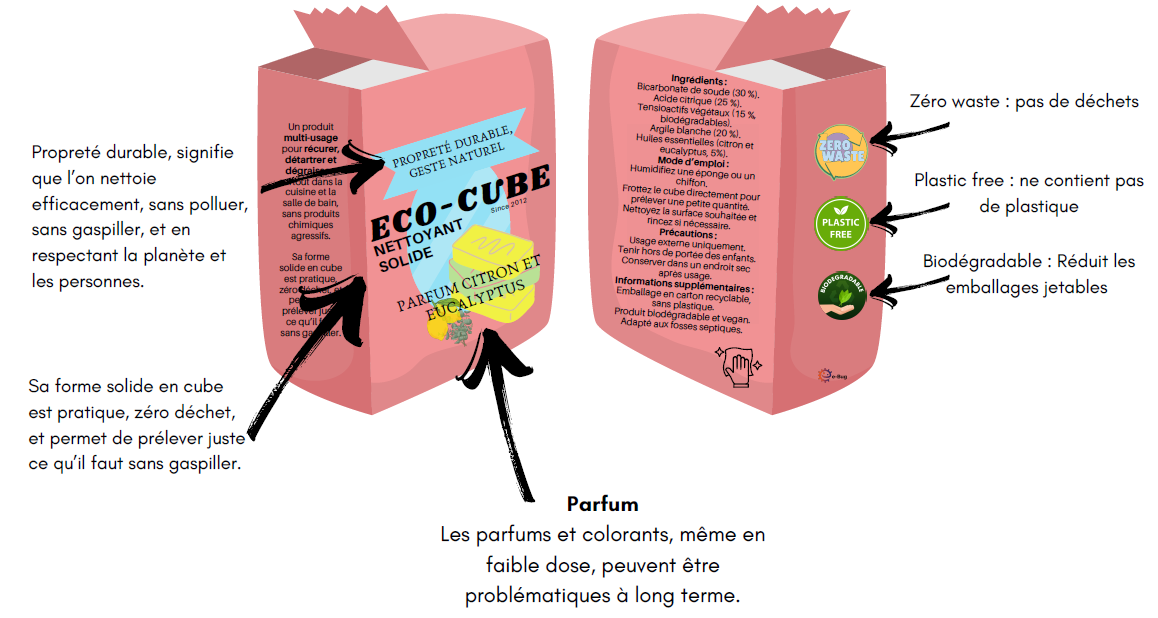 Propreté durable, signifie
que l'on nettoie
efficacement, sans polluer,
sans gaspiller, et en
respectant la planète et
les personnes.
Sa forme solide en cube
est pratique, zéro déchet,
et permet de prélever juste
ce qu'il faut sans gaspiller.
Un produit
multi-usage
pour récurer,
détartrer et
dans la
cuisine et la
salle de bain,
sans produits
chimiques
agressifs.
Sa forme
solide en cube
est pratique,
ce qu'il
sans
PROPRETÉ DURABLE,
GESTE NATUREL
ECO-CUBE
Since 2012
NETTOYANT
SOLIDE
PARFUM CITRON ET
EUCALYPTUS
Parfum
Les parfums et colorants, même en
faible dose, peuvent être
problématiques à long terme.
Ingrédients :
Bicarbonate de soude (30 %).
Acide citrique (25 %).
Tensioactifs végétaux (15 %
biodégradables).
Argile blanche (20 %).
Huiles essentielles (citron et
eucalyptus, 5%).
Mode d'emploi :
Humidifiez une éponge ou un
chiffon.
Frottez le cube directement pour
prélever une petite quantité.
Nettoyez la surface souhaitée et
rincez si nécessaire.
Précautions :
Usage externe uniquement.
Tenir hors de portée des enfants.
Conserver dans un endroit sec
après usage.
Informations supplémentaires :
Emballage en carton recyclable,
sans plastique.
Produit biodégradable et vegan.
Adapté aux fosses septiques.
ZERO
WASTE
PLASTIC
FREE
BIODEGRADABLE
e-Bug
Zéro waste : pas de déchets
Plastic free : ne contient pas
de plastique
Biodégradable : Réduit les
emballages jetables